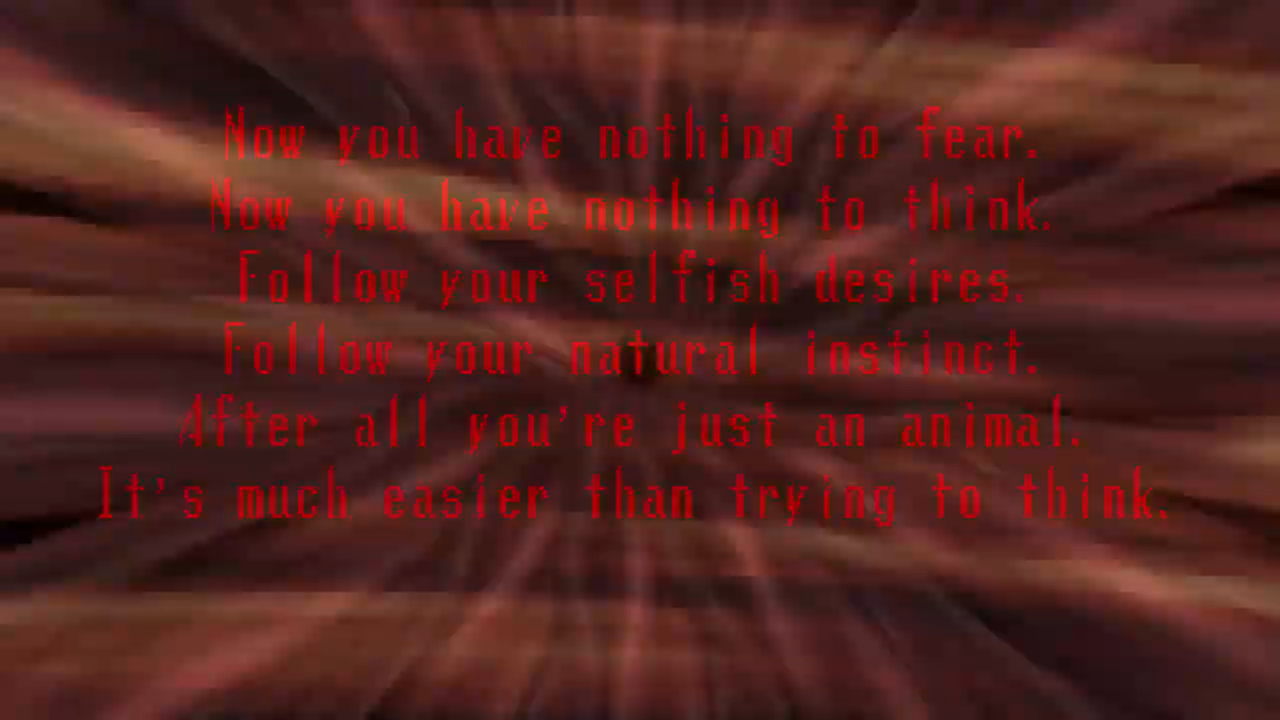 Now you have nothing to fear.
Now you have nothing to think.
Follow your selfish desires.
Follow your natural instinct.
After all you're just an animal.
It's much easier than trying to think.